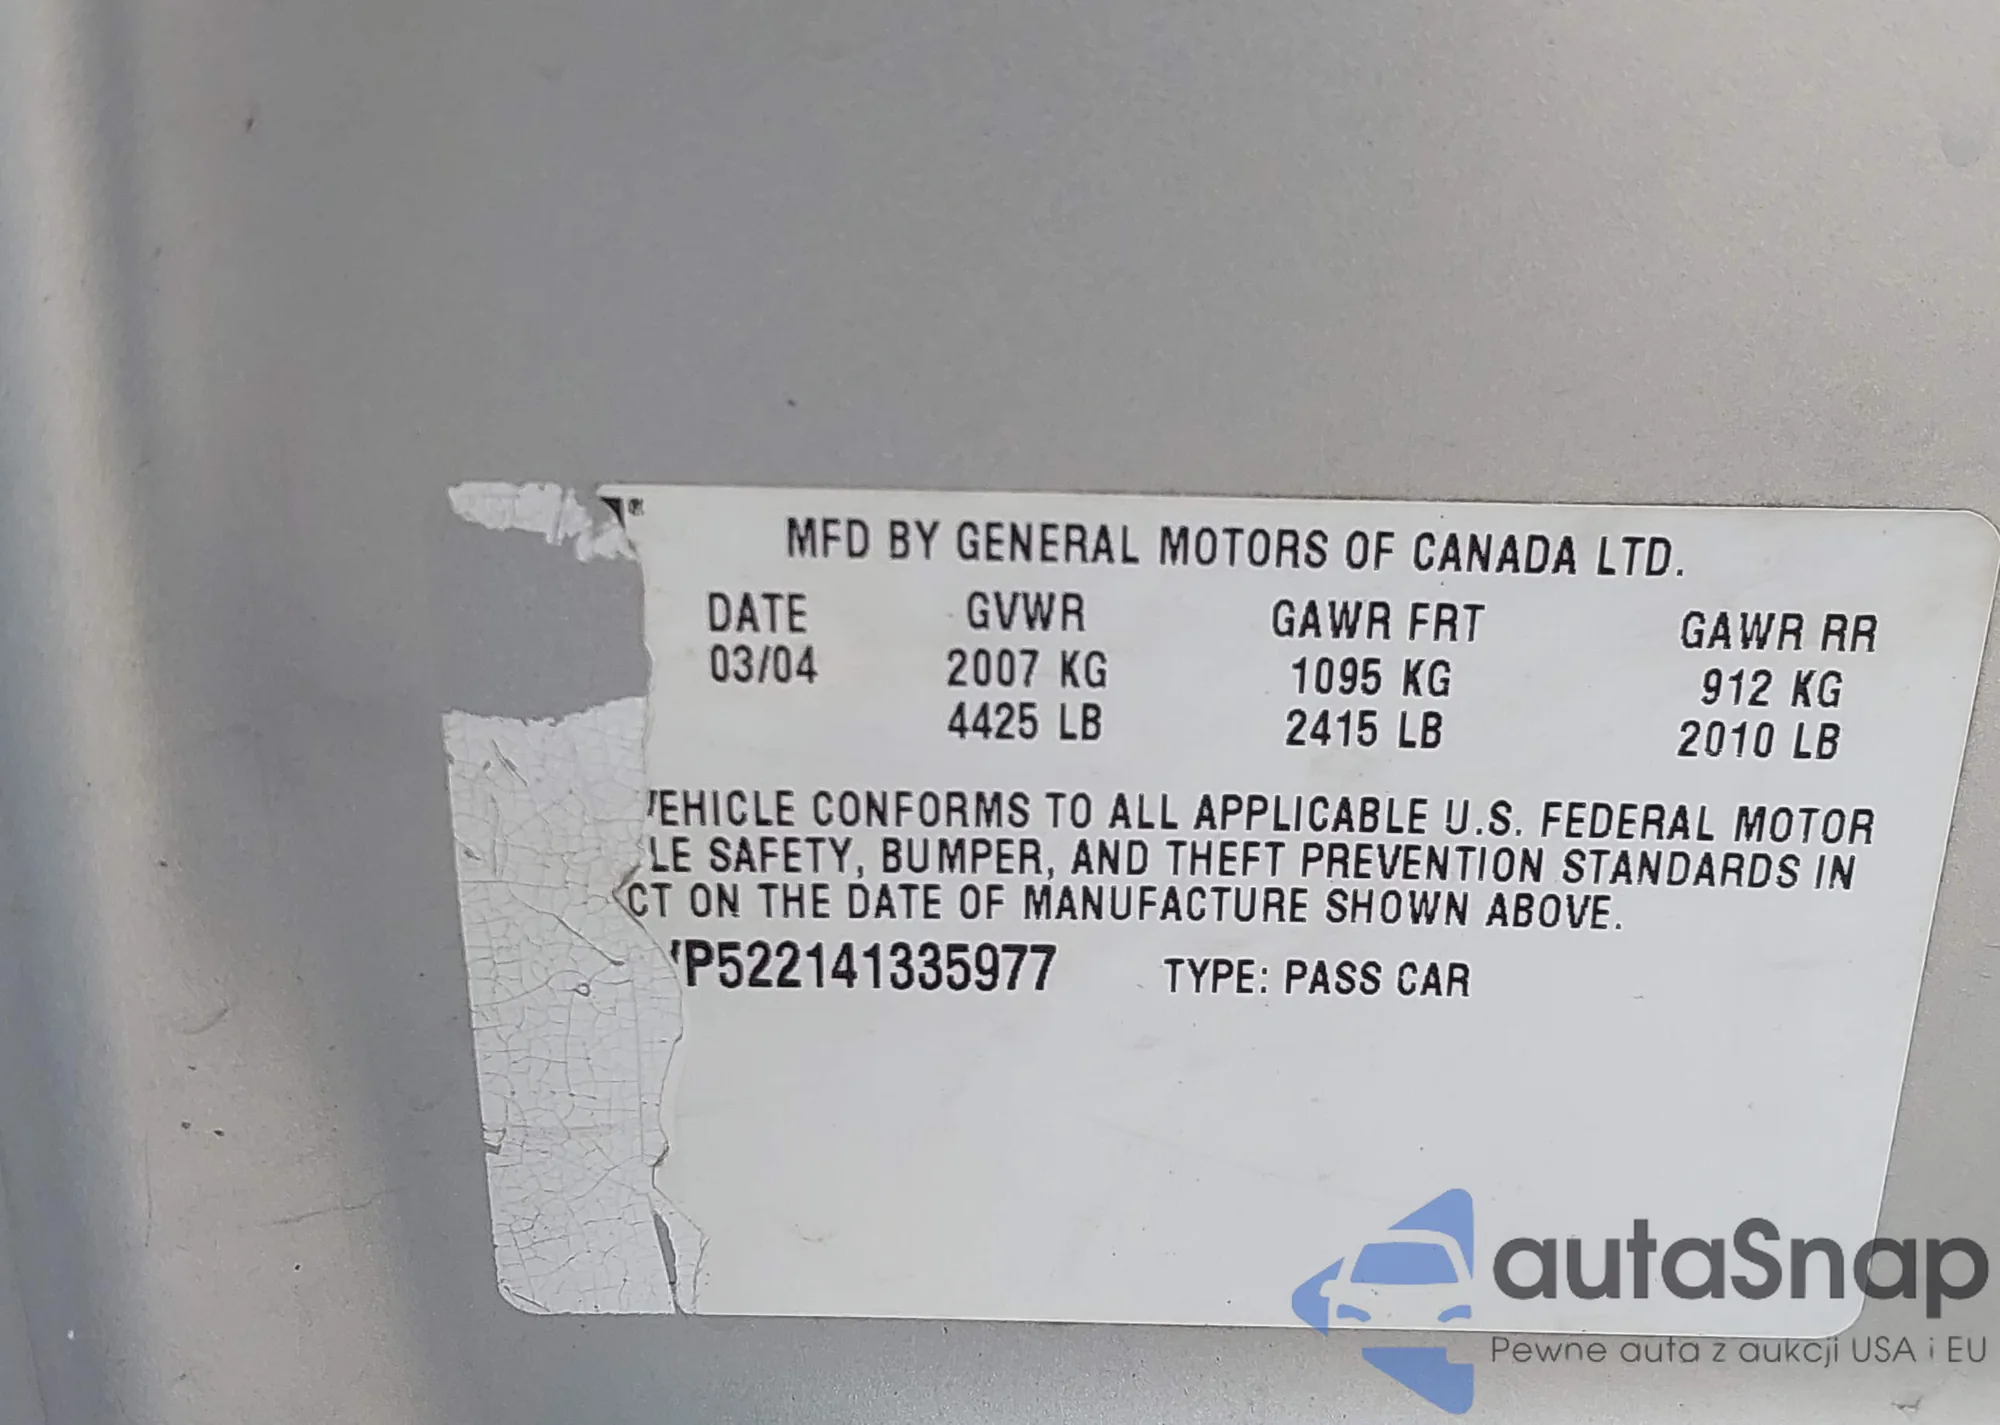 MFD BY GENERAL MOTORS OF CANADA LTD.
DATE GVWR GAWR FRT GAWR RR
03/04 2007 KG 1095 KG 912 KG
4425 LB 2415 LB 2010 LB
VEHICLE CONFORMS TO ALL APPLICABLE U.S. FEDERAL MOTOR
LE SAFETY, BUMPER, AND THEFT PREVENTION STANDARDS IN
CT ON THE DATE OF MANUFACTURE SHOWN ABOVE.
P522141335977 TYPE: PASS CAR
autaSnap
Pewne auta z aukcji USA i EU